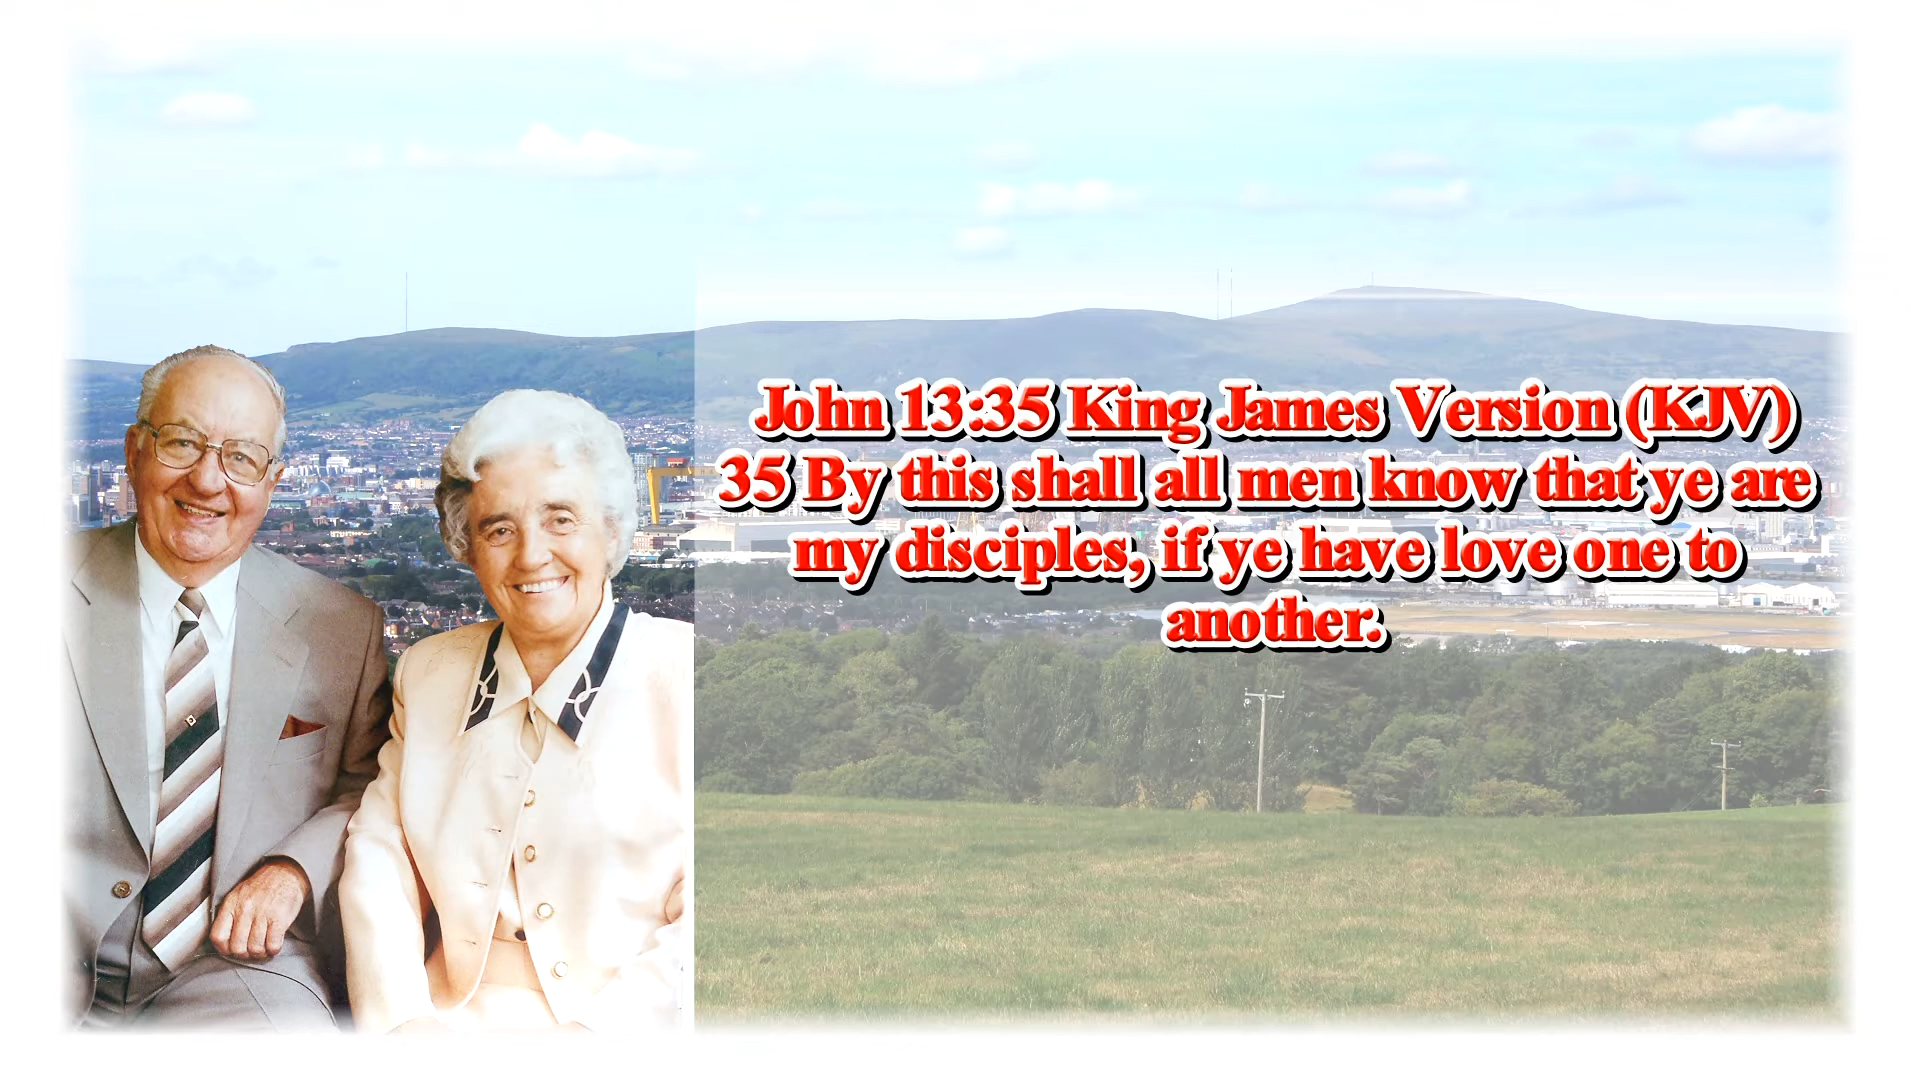 John 13:35 King James Version (KJV)
35 By this shall all men know that ye are
my disciples, if ye have love one to
another.